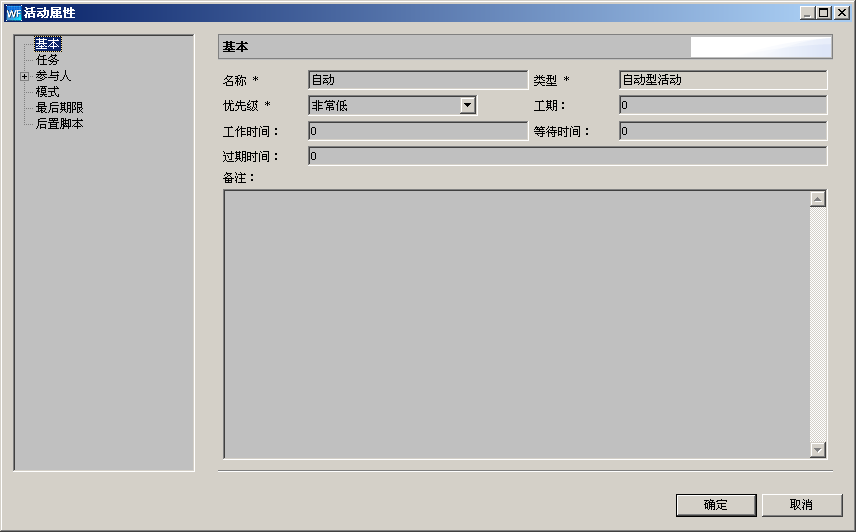 WF 活动属性
基本
任务
参与人
模式
最后期限
后置脚本
基本
名称 * 自动 类型 * 自动型活动
优先级 * 非常低 工期： 0
工作时间： 0 等待时间： 0
过期时间： 0
备注：
确定 取消